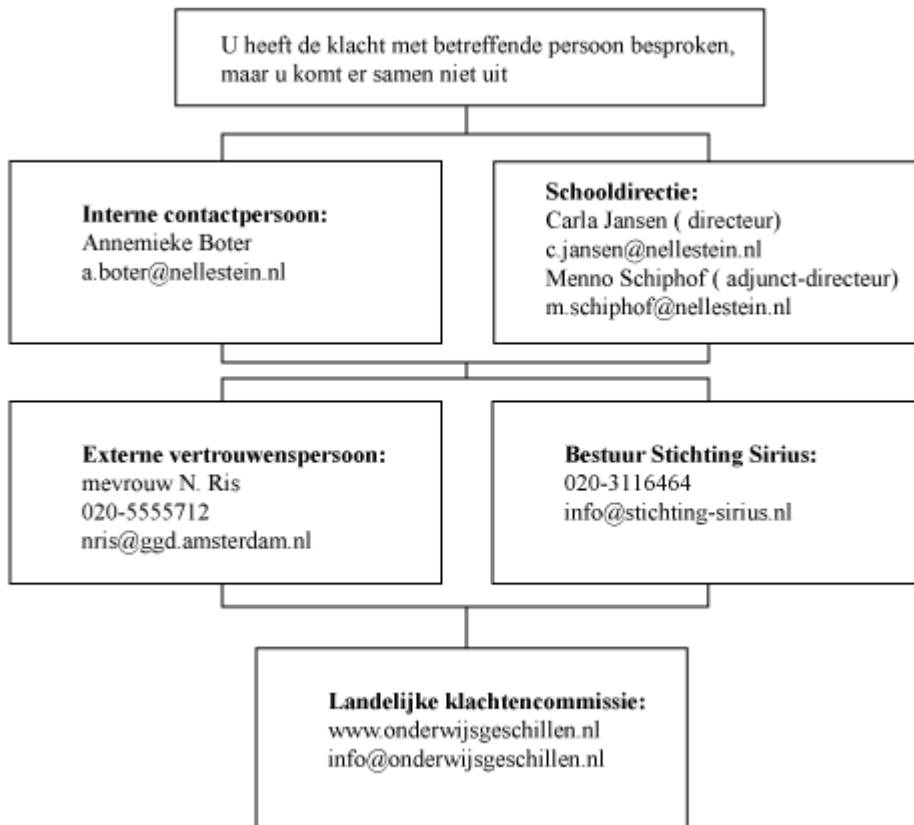 U heeft de klacht met betreffende persoon besproken,
maar u komt er samen niet uit
Interne contactpersoon:
Annemieke Boter
a.boter@nellestein.nl
Schooldirectie:
Carla Jansen ( directeur)
c.jansen@nellestein.nl
Menno Schiphof ( adjunct-directeur)
m.schiphof@nellestein.nl
Externe vertrouwenspersoon:
mevrouw N. Ris
020-5555712
nris@ggd.amsterdam.nl
Bestuur Stichting Sirius:
020-3116464
info@stichting-sirius.nl
Landelijke klachtencommissie:
www.onderwijsgeschillen.nl
info@onderwijsgeschillen.nl